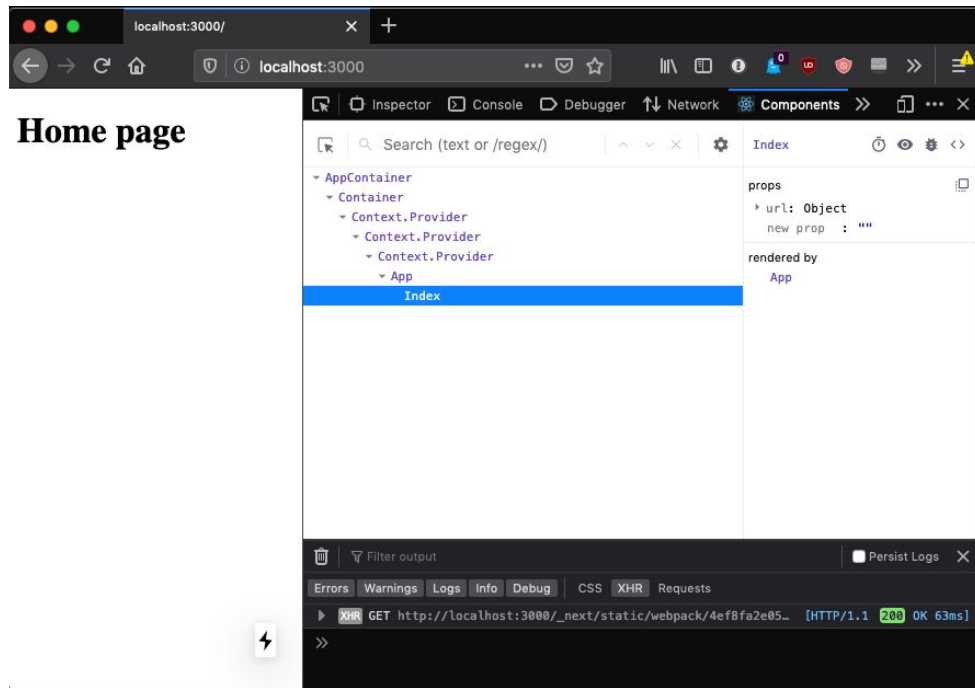 localhost:3000/
localhost:3000
0
UD
Home page
Inspector Console Debugger Network Components
Search (text or /regex/)
Index
AppContainer
Container
Context.Provider
Context.Provider
Context.Provider
App
Index
props
url: Object
new prop : ""
rendered by
App
Filter output
Persist Logs
Errors Warnings Logs Info Debug CSS XHR Requests
XHR GET http://localhost:3000/_next/static/webpack/4ef8fa2e05… [HTTP/1.1 200 OK 63ms]